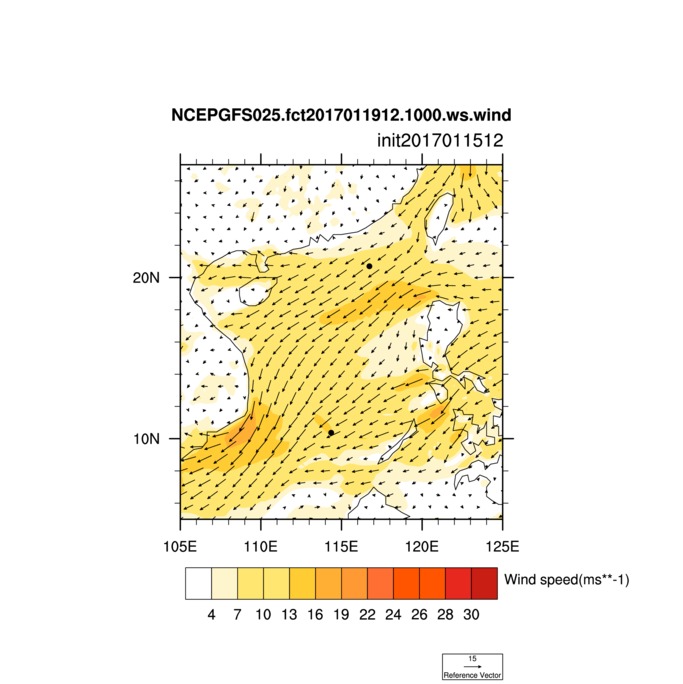 NCEPGFS025.fct2017011912.1000.ws.wind
init2017011512
20N
10N
105E 110E 115E 120E 125E
Wind speed(ms**-1)
4 7 10 13 16 19 22 24 26 28 30
15
Reference Vector